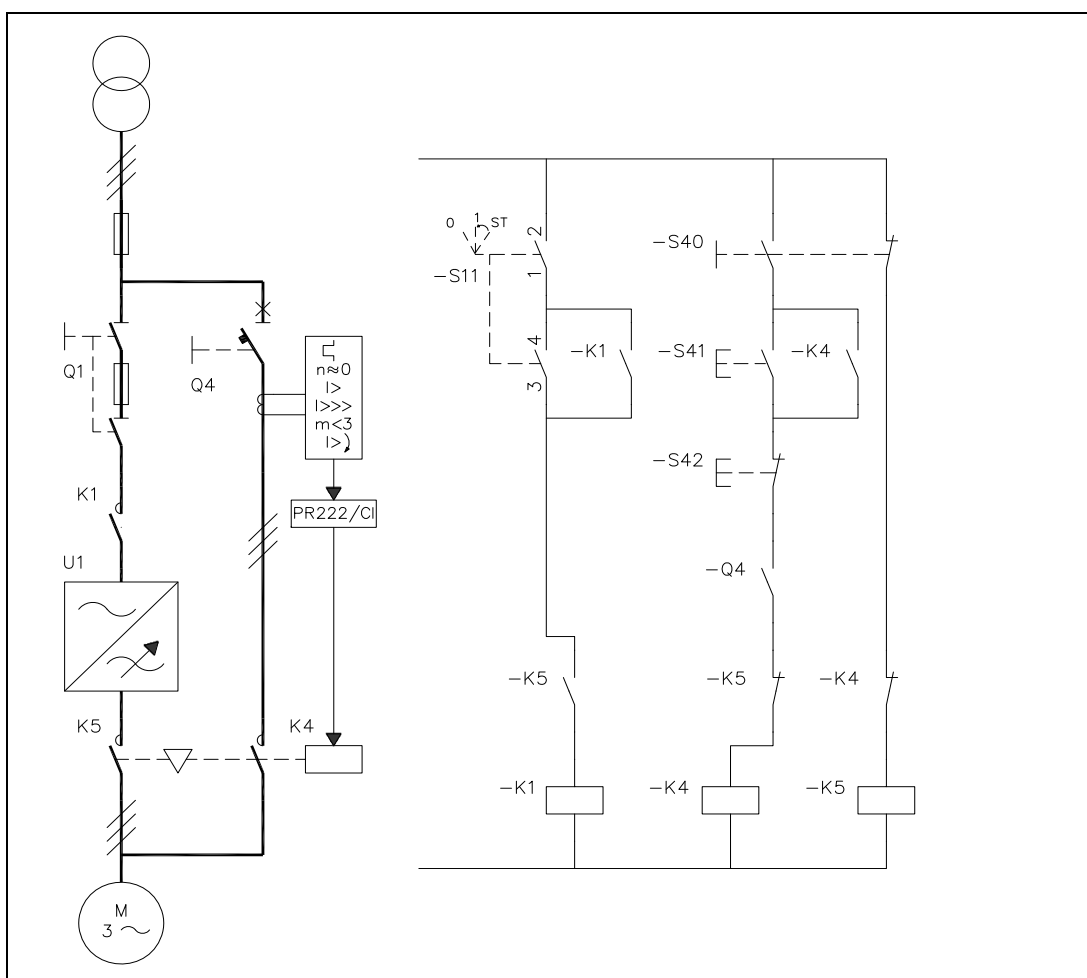 Q1
K1
U1
K5
M
3
Q4
n≈0
I>
I>>>
m<3
I>
PR222/CI
K4
0
1
ST
-S11
2
1
4
3
-K1
-K5
-K1
-S40
-S41
-K4
-S42
-Q4
-K5
-K4
-K4
-K5